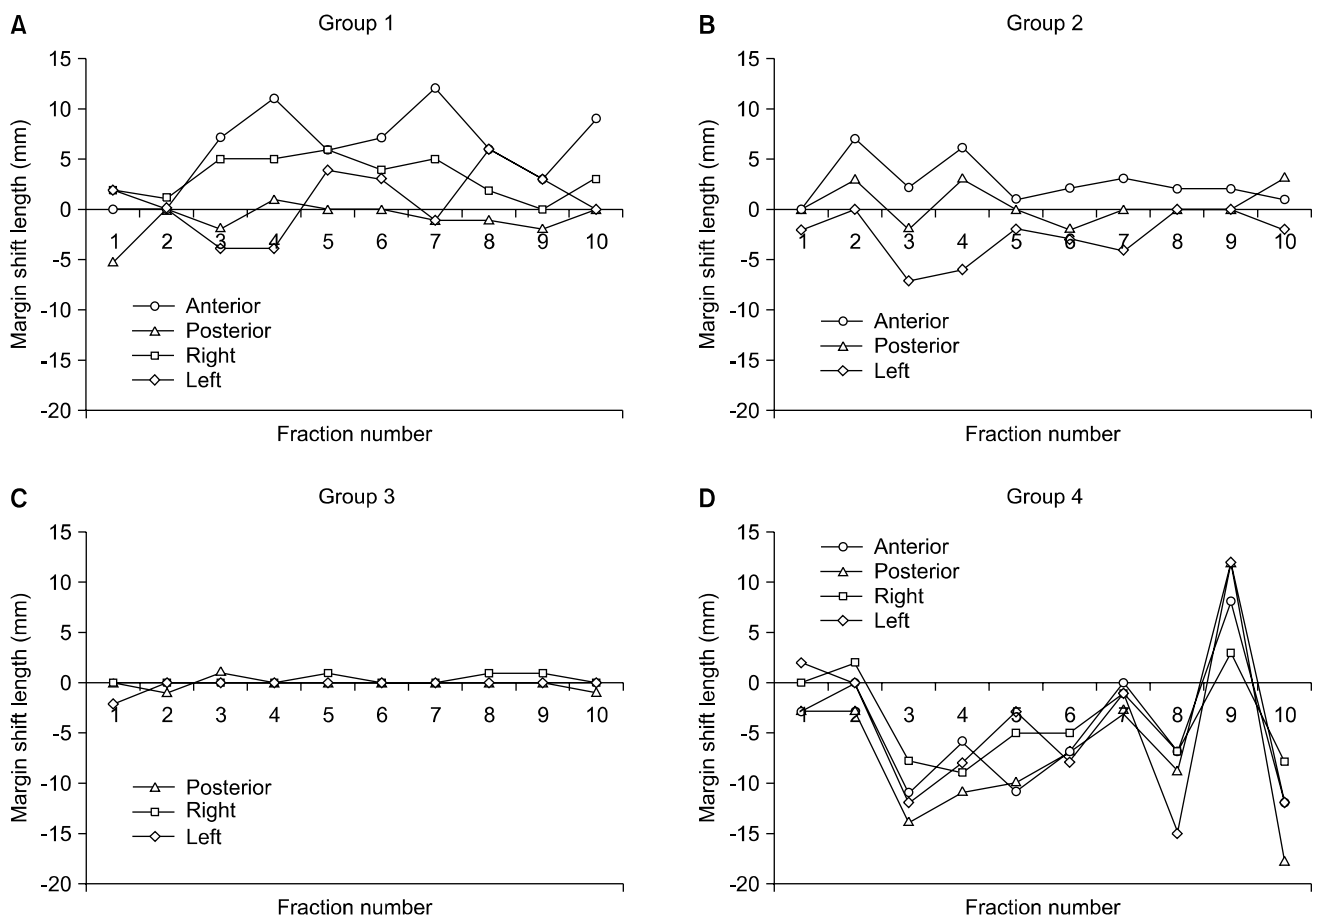 A
Group 1
Margin shift length (mm)
15
10
5
0
-5
-10
-15
-20
1 2 3 4 5 6 7 8 9 10
Anterior
Posterior
Right
Left
Fraction number
B
Group 2
Margin shift length (mm)
15
10
5
0
-5
-10
-15
-20
1 2 3 4 5 6 7 8 9 10
Anterior
Posterior
Left
Fraction number
C
Group 3
Margin shift length (mm)
15
10
5
0
-5
-10
-15
-20
1 2 3 4 5 6 7 8 9 10
Posterior
Right
Left
Fraction number
D
Group 4
Margin shift length (mm)
15
10
5
0
-5
-10
-15
-20
Anterior
Posterior
Right
Left
1 2 3 4 5 6 7 8 9 10
Fraction number